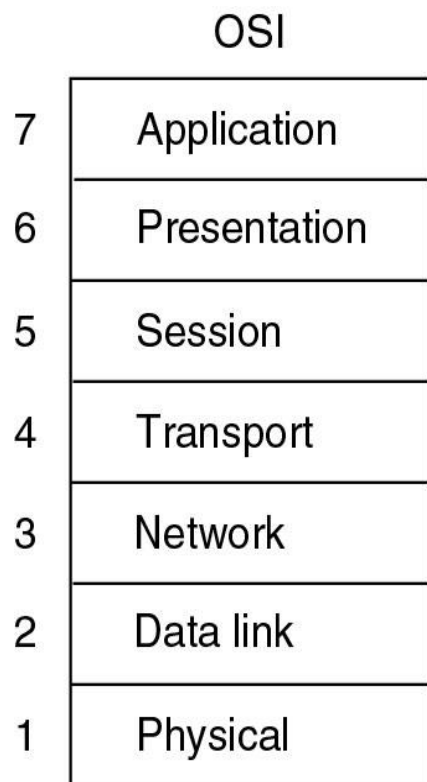 OSI
7 Application
6 Presentation
5 Session
4 Transport
3 Network
2 Data link
1 Physical